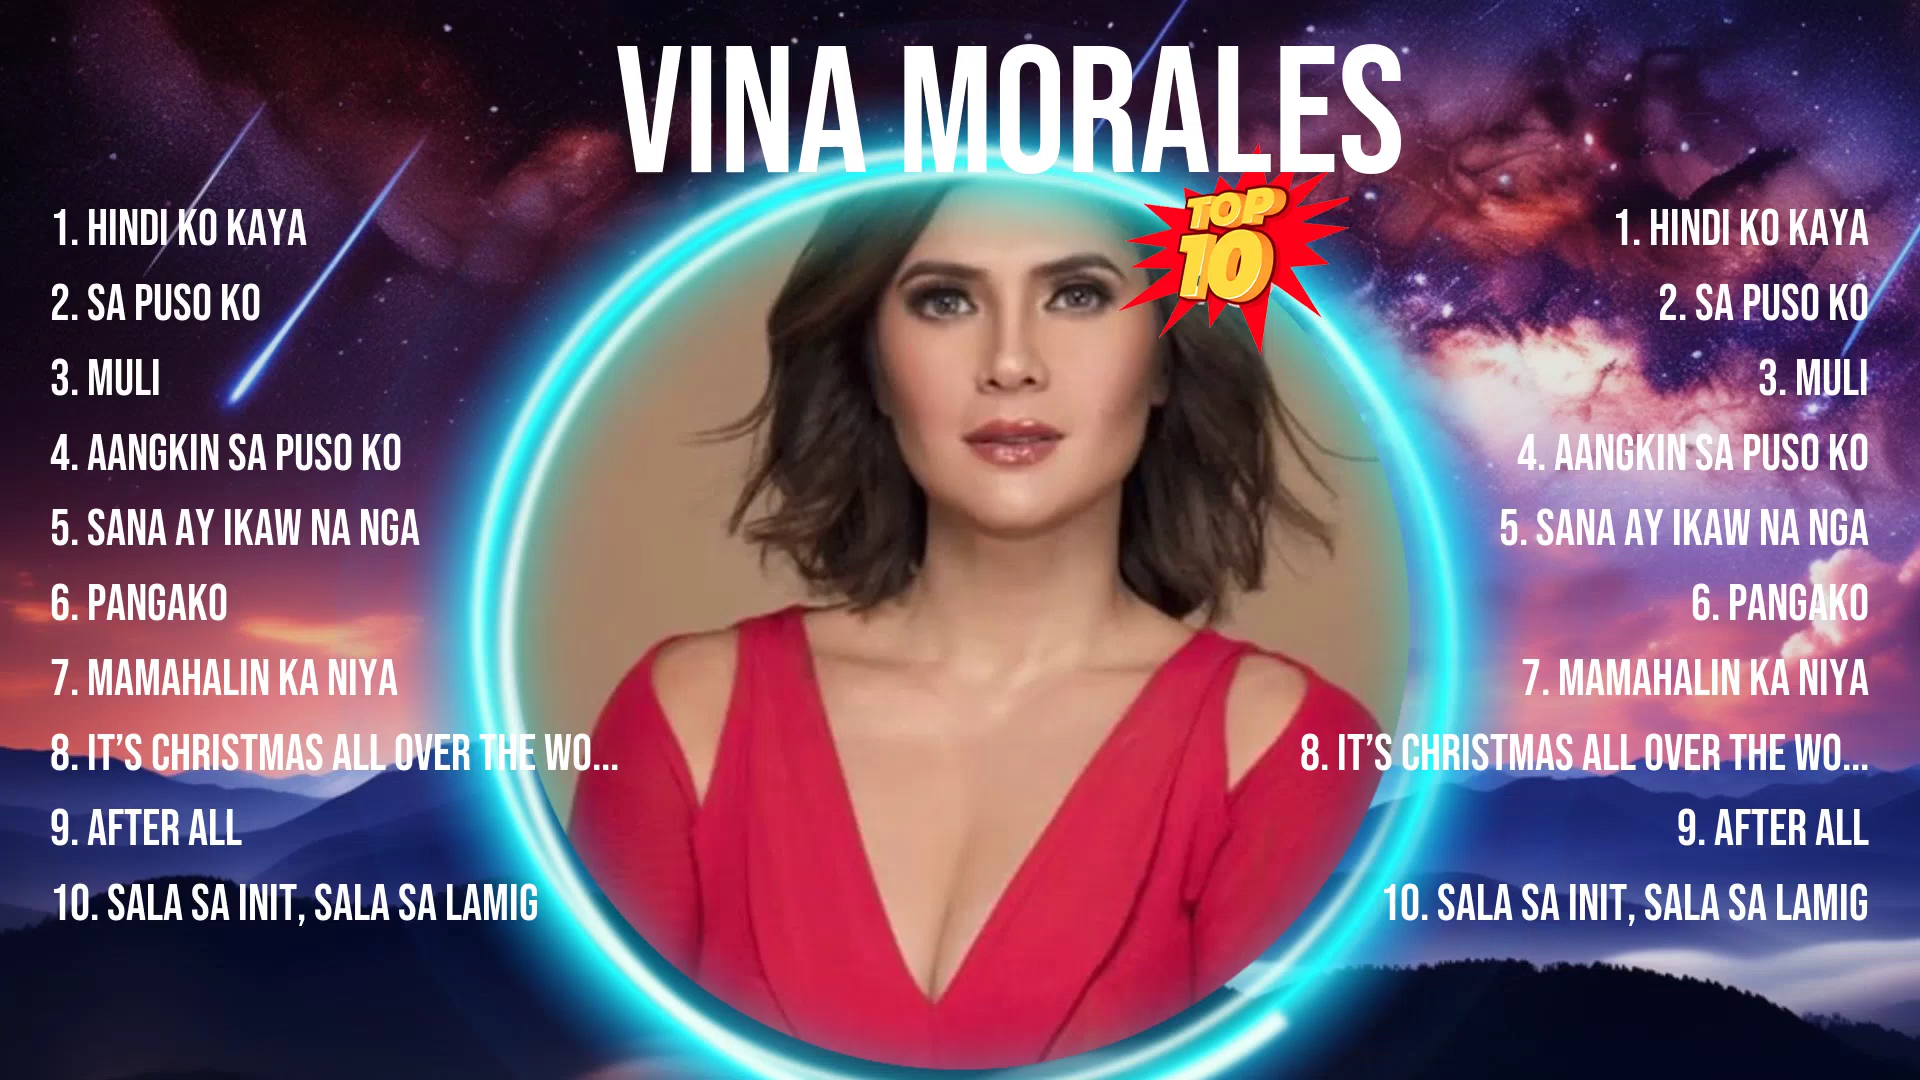 VINA MORALES
TOP
10
1. HINDI KO KAYA
2. SA PUSO KO
3. MULI
4. AANGKIN SA PUSO KO
5. SANA AY IKAW NA NGA
6. PANGAKO
7. MAMAHALIN KA NIYA
8. IT'S CHRISTMAS ALL OVER THE WO...
9. AFTER ALL
10. SALA SA INIT, SALA SA LAMIG
1. HINDI KO KAYA
2. SA PUSO KO
3. MULI
4. AANGKIN SA PUSO KO
5. SANA AY IKAW NA NGA
6. PANGAKO
7. MAMAHALIN KA NIYA
8. IT'S CHRISTMAS ALL OVER THE WO...
9. AFTER ALL
10. SALA SA INIT, SALA SA LAMIG